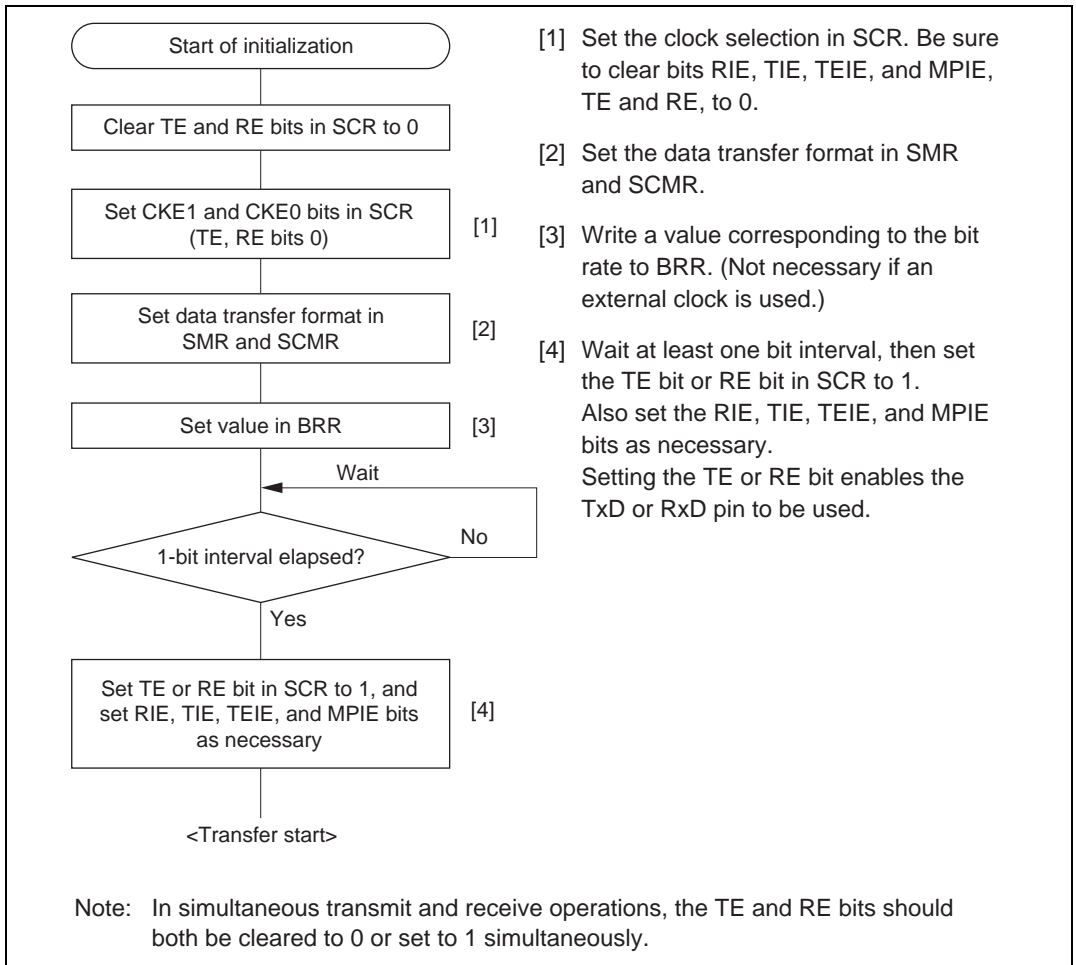 Start of initialization
Clear TE and RE bits in SCR to 0
Set CKE1 and CKE0 bits in SCR
(TE, RE bits 0)
[1]
Set data transfer format in
SMR and SCMR
[2]
Set value in BRR
[3]
Wait
1-bit interval elapsed?
No
Yes
Set TE or RE bit in SCR to 1, and
set RIE, TIE, TEIE, and MPIE bits
as necessary
[4]
<Transfer start>
[1] Set the clock selection in SCR. Be sure
to clear bits RIE, TIE, TEIE, and MPIE,
TE and RE, to 0.
[2] Set the data transfer format in SMR
and SCMR.
[3] Write a value corresponding to the bit
rate to BRR. (Not necessary if an
external clock is used.)
[4] Wait at least one bit interval, then set
the TE bit or RE bit in SCR to 1.
Also set the RIE, TIE, TEIE, and MPIE
bits as necessary.
Setting the TE or RE bit enables the
TxD or RxD pin to be used.
Note: In simultaneous transmit and receive operations, the TE and RE bits should
both be cleared to 0 or set to 1 simultaneously.